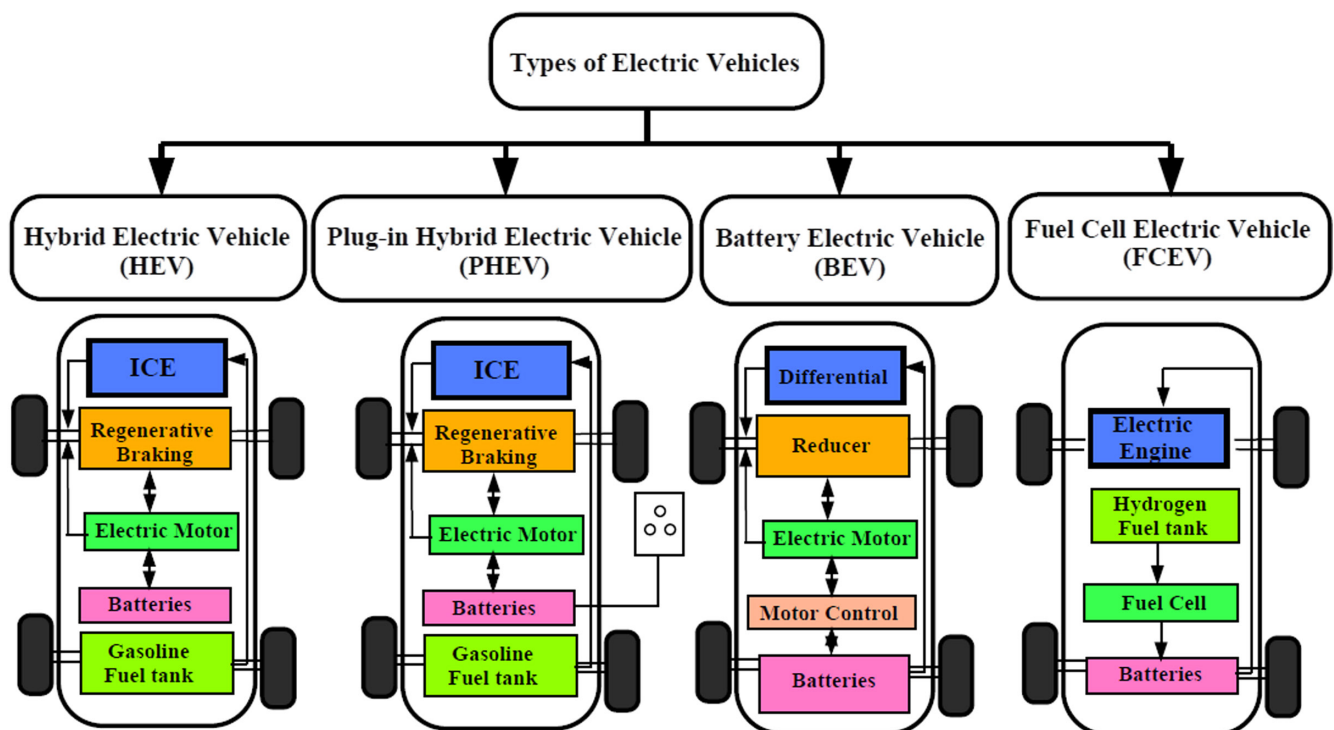 Types of Electric Vehicles
Hybrid Electric Vehicle
(HEV)
Plug-in Hybrid Electric Vehicle
(PHEV)
Battery Electric Vehicle
(BEV)
Fuel Cell Electric Vehicle
(FCEV)
ICE
Regenerative
Braking
Electric Motor
Batteries
Gasoline
Fuel tank
ICE
Regenerative
Braking
Electric Motor
Batteries
Gasoline
Fuel tank
Differential
Reducer
Electric Motor
Motor Control
Batteries
Electric
Engine
Hydrogen
Fuel tank
Fuel Cell
Batteries